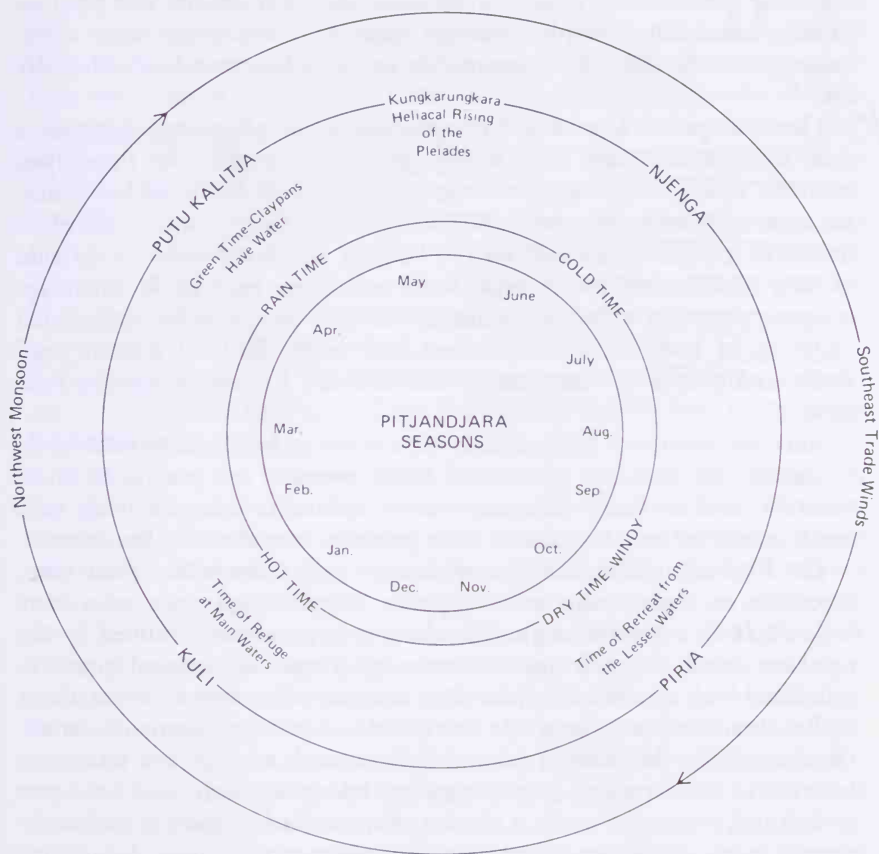 Kungkarungkara
Heliacal Rising
of the
Pleiades
PUTU KALITJA
Green Time-Claypans
Have Water
NJENGA
RAIN TIME
COLD TIME
May
June
Apr.
July
Northwest Monsoon
Mar.
PITJANDJARA
SEASONS
Aug.
Southeast Trade Winds
Feb.
Sep
Jan.
Oct.
Dec.
Nov.
HOT TIME
DRY TIME-WINDY
Time of Refuge
at Main Waters
Time of Retreat from
the Lesser Waters
KULI
PIRIA